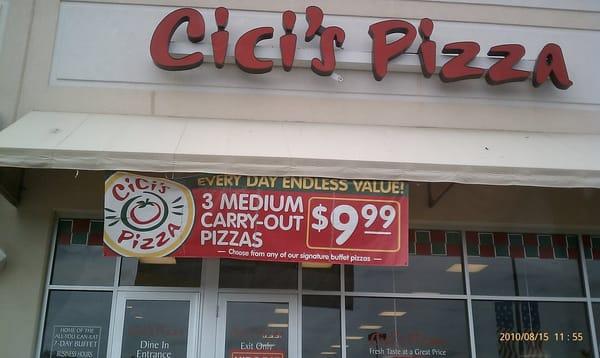 Cici's Pizza
EVERY DAY ENDLESS VALUE!
CiCi's
Pizza
3 MEDIUM
CARRY-OUT
PIZZAS
$9.99
Choose from any of our signature buffet pizzas
HOME OF THE
ALL YOU CAN EAT
7-DAY BUFFET
BUSINESS HOURS
Dine In
Entrance
Exit Only
Fresh Taste at a Great Price
2010/08/15 11:55